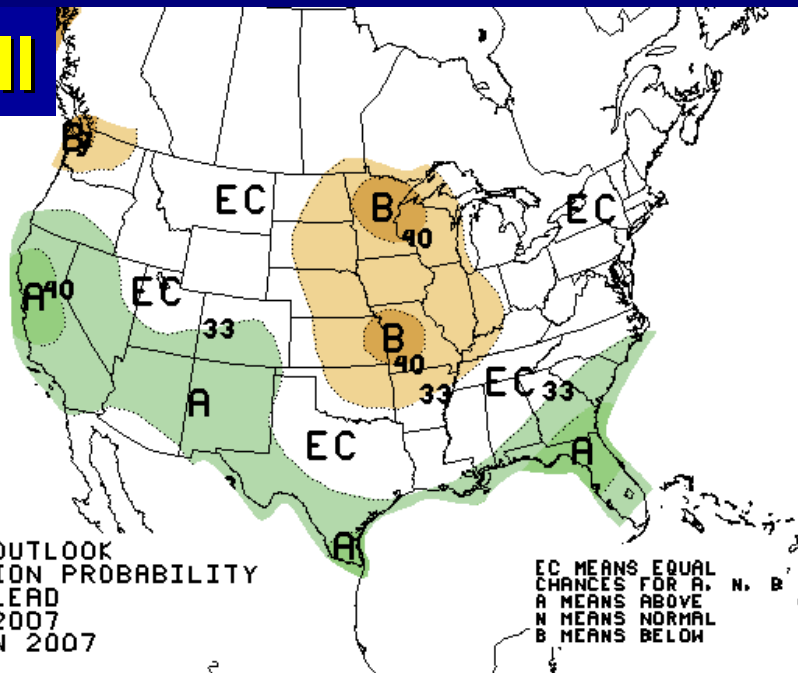 B
EC
B
40
EC
A
40
EC
33
B
40
33
EC
33
A
EC
A
A
OUTLOOK
ION PROBABILITY
LEAD
2007
N 2007
EC MEANS EQUAL
CHANCES FOR A, N, B
A MEANS ABOVE
N MEANS NORMAL
B MEANS BELOW